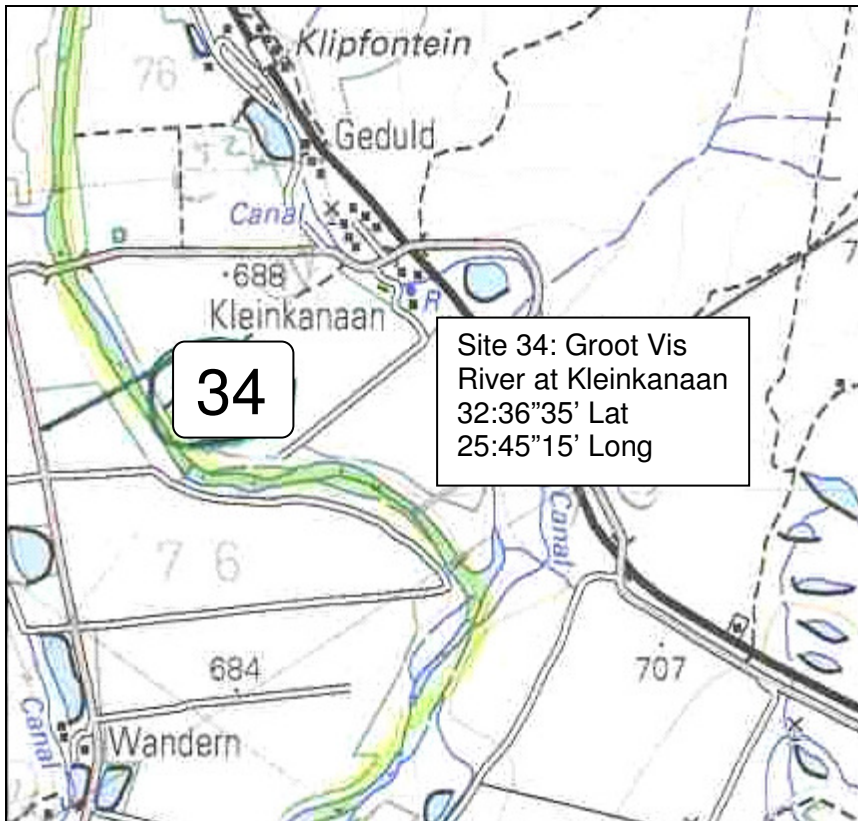 Klipfontein
76
Geduld
Canal
688
Kleinkanaan
R
34
Site 34: Groot Vis
River at Kleinkanaan
32:36”35’ Lat
25:45”15’ Long
Canal
7 6
684
707
Canal
Wandern